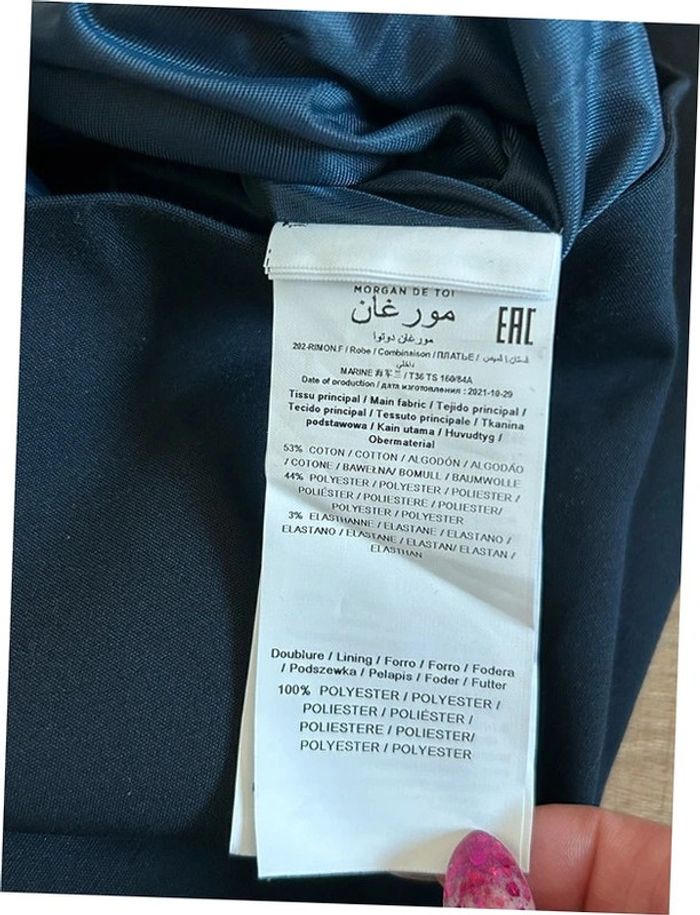 MORGAN DE TOI
مورغان
EAC
مورغان دوتوا
202-RIMON.F / Robe / Combinaison / ПЛАТЬЕ /
داخلي
MARINE 海军兰 / T36 TS 160/84A
Date of production / дата изготовления : 2021-10-29
Tissu principal / Main fabric / Tejido principal /
Tecido principal / Tessuto principale / Tkanina
podstawowa / Kain utama / Huvudtyg /
Obermaterial
53% COTON / COTTON / ALGODÓN / ALGODÃO
/ COTONE / BAWEŁNA/ BOMULL / BAUMWOLLE
44% POLYESTER / POLYESTER / POLIESTER /
POLIÉSTER / POLIESTERE / POLIESTER/
POLYESTER / POLYESTER
3% ELASTHANNE / ELASTANE / ELASTANO /
ELASTANO / ELASTANE / ELASTAN/ ELASTAN /
ELASTHAN
Doublure / Lining / Forro / Forro / Fodera
/ Podszewka / Pelapis / Foder / Futter
100% POLYESTER / POLYESTER /
POLIESTER / POLIÉSTER /
POLIESTERE / POLIESTER/
POLYESTER / POLYESTER